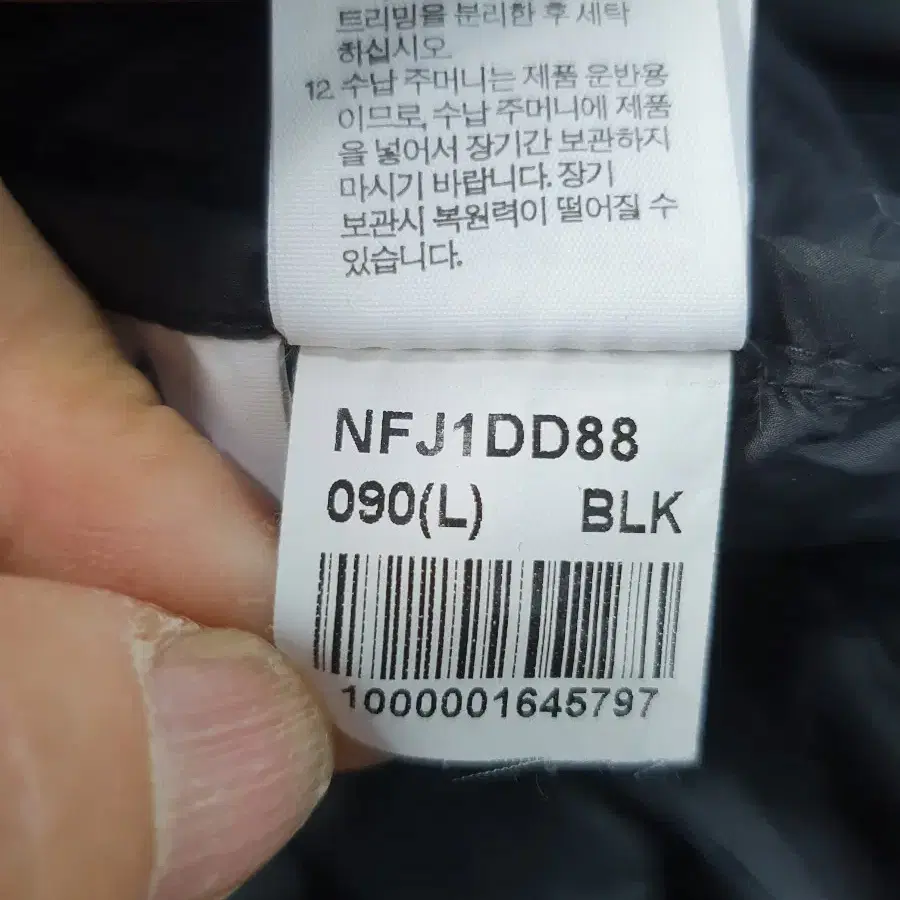 트리밍을 분리한 후 세탁
하십시오.
12. 수납 주머니는 제품 운반용
이므로, 수납 주머니에 제품
을 넣어서 장기간 보관하지
마시기 바랍니다. 장기
보관시 복원력이 떨어질 수
있습니다.
NFJ1DD88
090(L) BLK
1000001645797